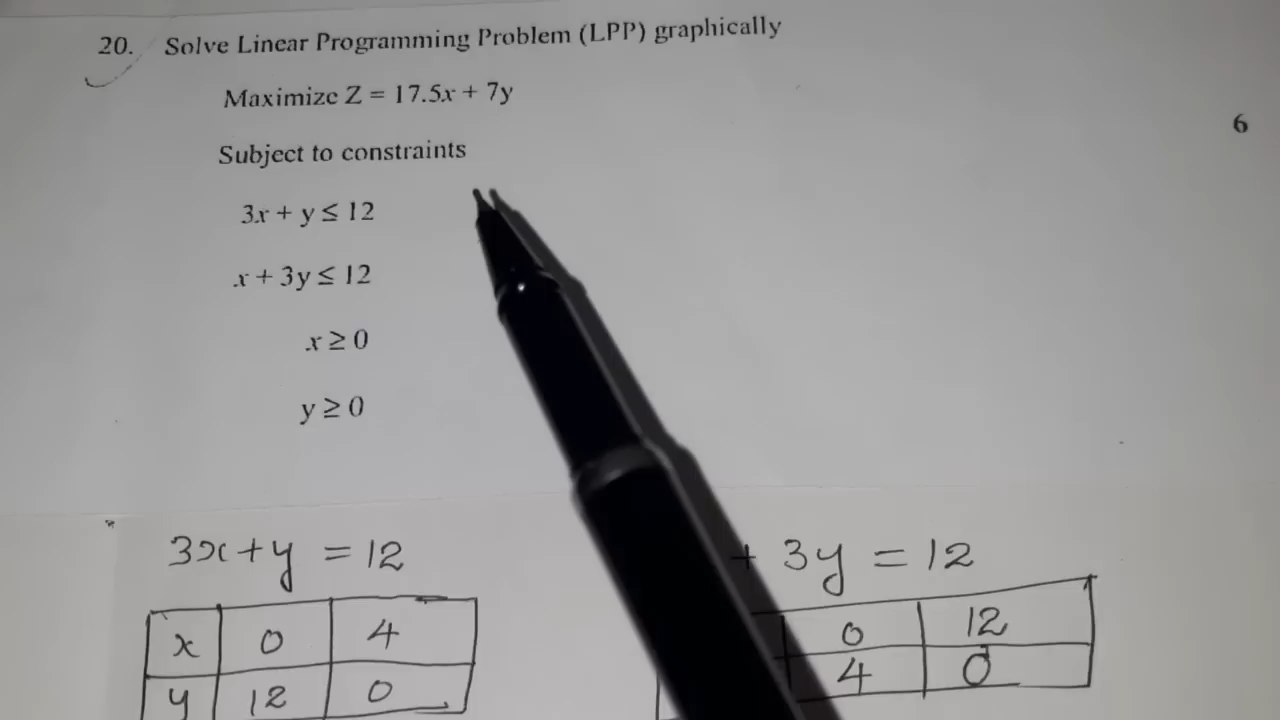 20. Solve Linear Programming Problem (LPP) graphically
Maximize Z = 17.5x + 7y
6
Subject to constraints
3x + y ≤ 12
x + 3y ≤ 12
x ≥ 0
y ≥ 0
3x + y = 12
+ 3y = 12
x 0 4
y 12 0
0 12
4 0